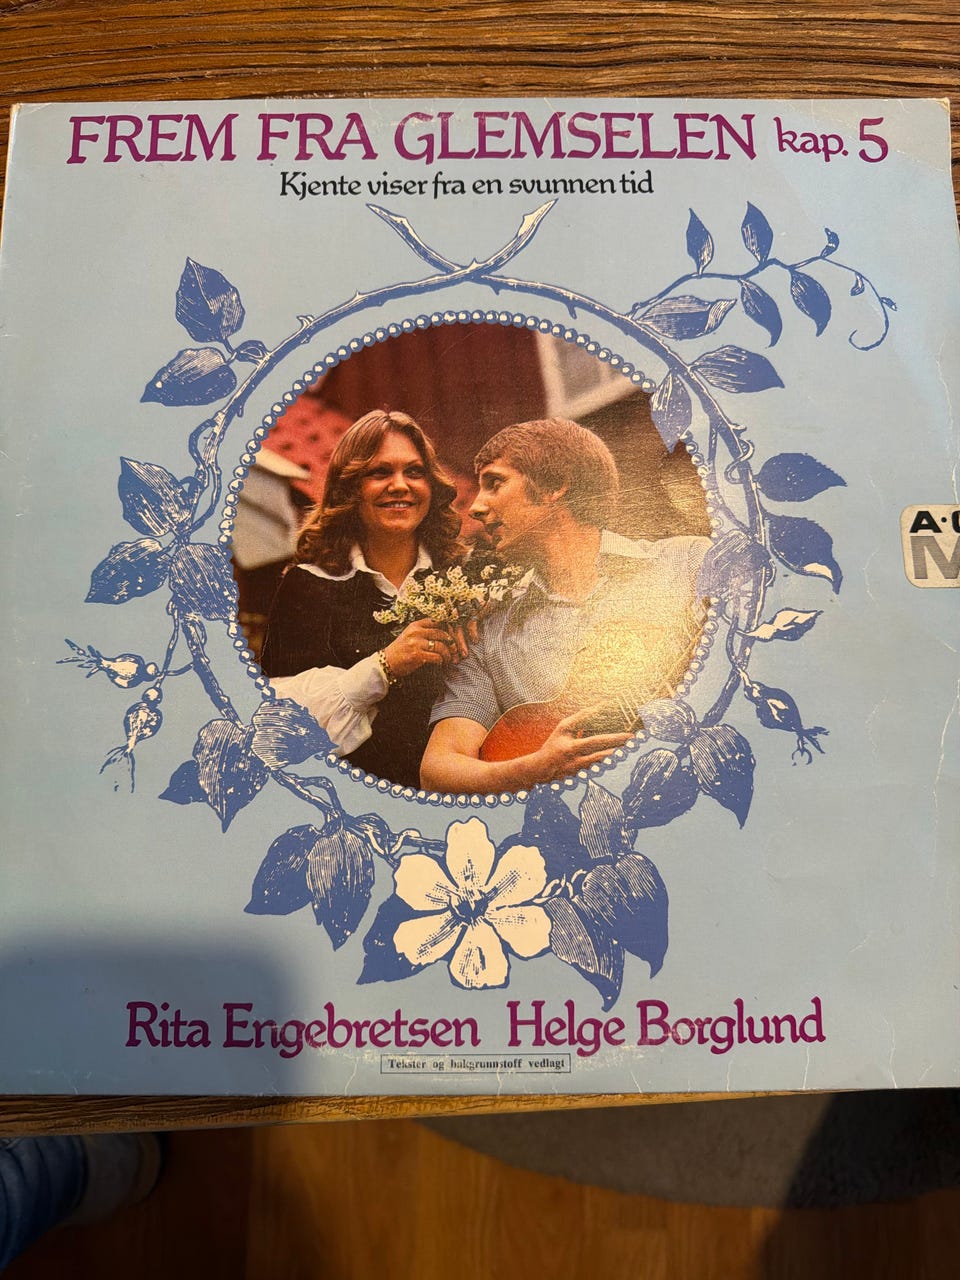 FREM FRA GLEMSELEN kap. 5
Kjente viser fra en svunnen tid
Rita Engebretsen Helge Borglund
Tekster og bakgrunnstoff vedlagt